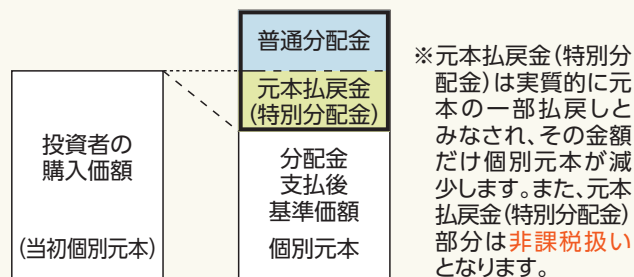 普通分配金
元本払戻金
(特別分配金)
投資者の
購入価額
(当初個別元本)
分配金
支払後
基準価額
個別元本
※元本払戻金(特別分
配金)は実質的に元
本の一部払戻しと
みなされ、その金額
だけ個別元本が減
少します。また、元本
払戻金(特別分配金)
部分は非課税扱い
となります。